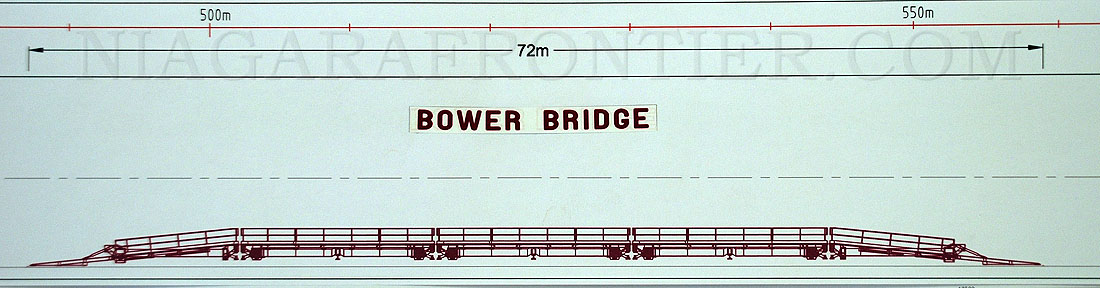 500m 550m
72m
NIAGARAFRONTIER.COM
BOWER BRIDGE